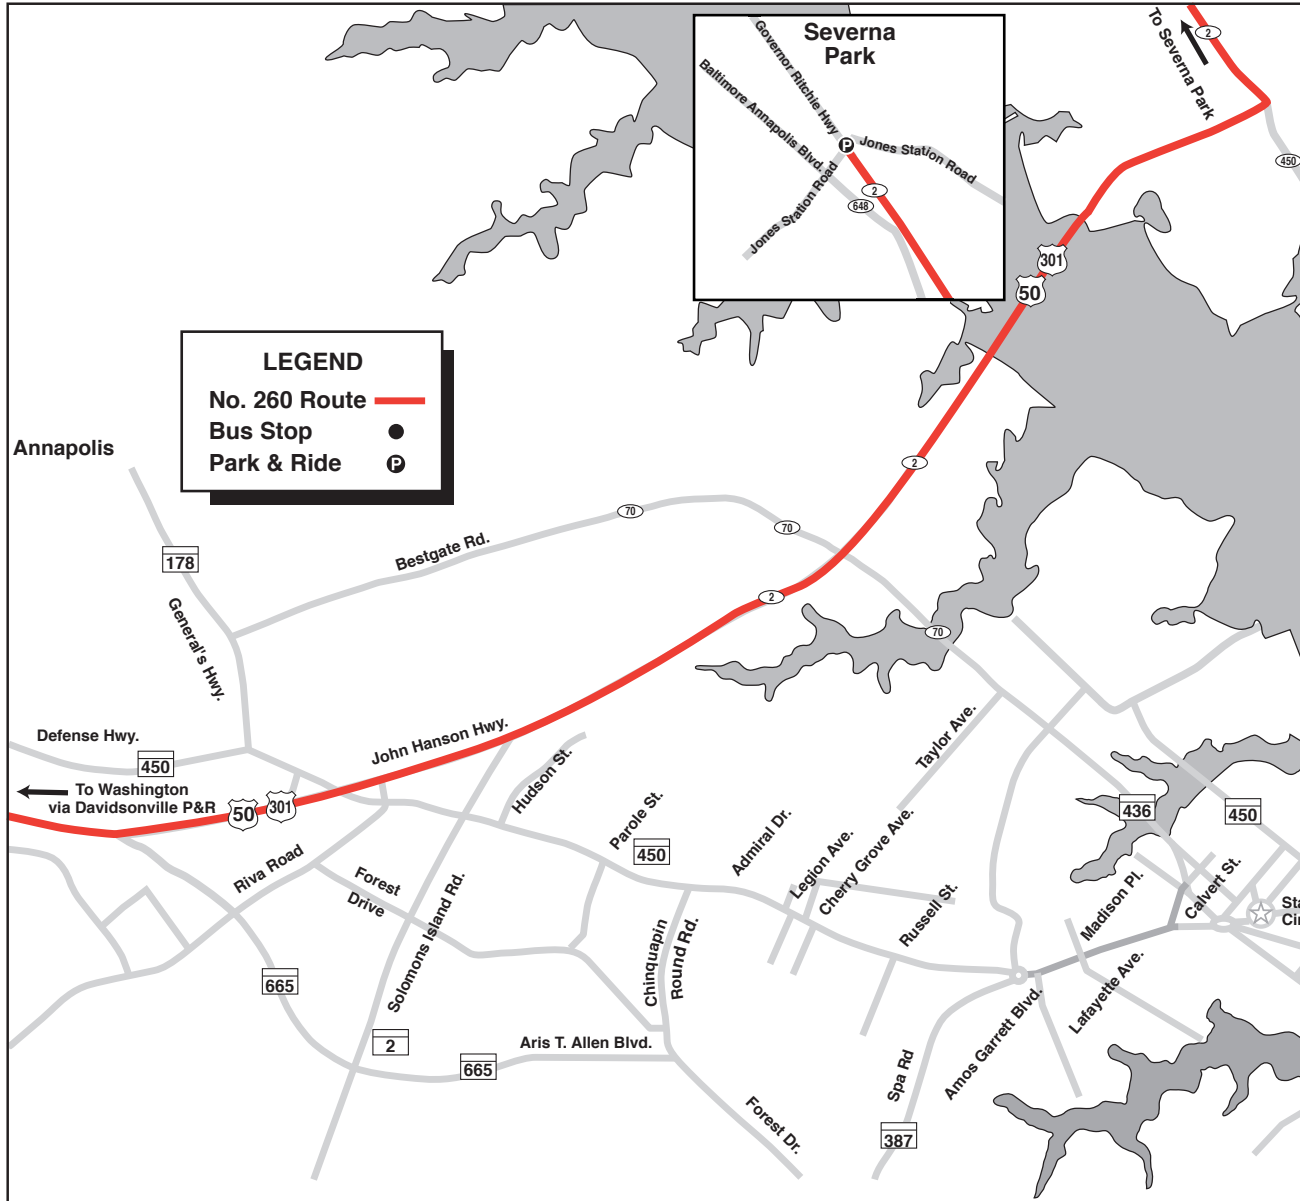 Severna
Park
Governor Ritchie Hwy
Baltimore Annapolis Blvd.
Jones Station Road
Jones Station Road
P
2
648
To Severna Park
2
450
301
50
LEGEND
No. 260 Route
Bus Stop
Park & Ride
P
Annapolis
2
70
70
Bestgate Rd.
178
General's Hwy.
2
70
Defense Hwy.
450
John Hanson Hwy.
To Washington
via Davidsonville P&R
50
301
Hudson St.
Taylor Ave.
Parole St.
450
Admiral Dr.
Legion Ave.
Cherry Grove Ave.
436
450
Riva Road
Forest
Drive
Solomons Island Rd.
Russell St.
Madison Pl.
Calvert St.
Sta
Cir
Chinquapin
Round Rd.
665
2
Aris T. Allen Blvd.
665
Lafayette Ave.
Amos Garrett Blvd.
Spa Rd
Forest Dr.
387